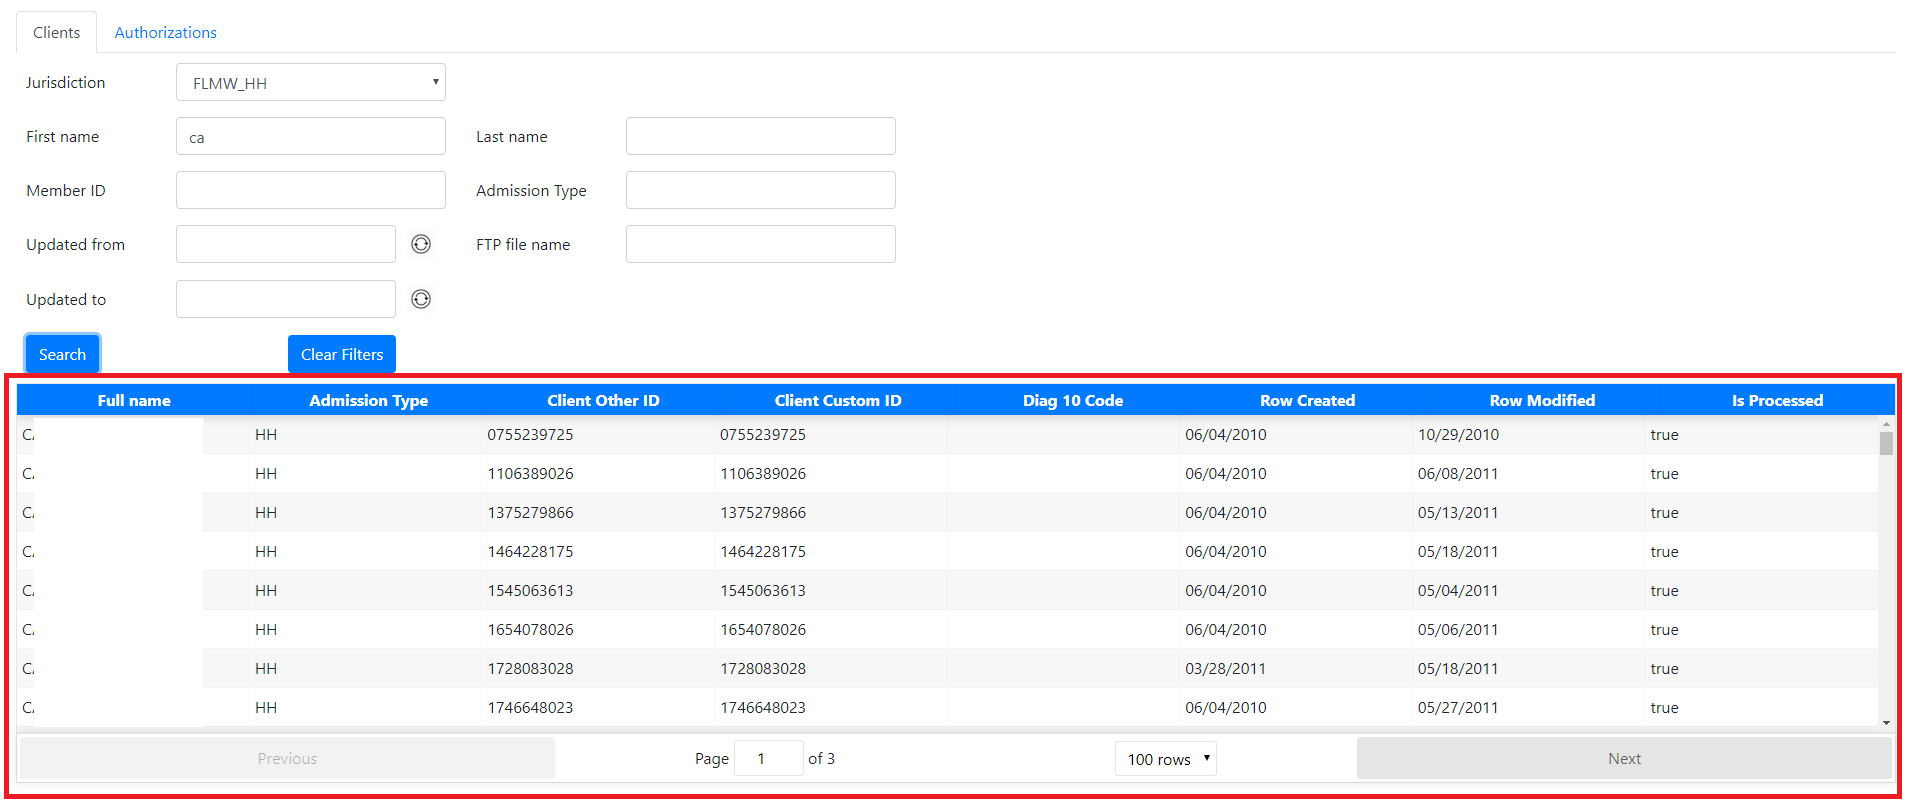 Clients Authorizations
Jurisdiction FLMW_HH
First name ca Last name
Member ID Admission Type
Updated from FTP file name
Updated to
Search Clear Filters
Full name Admission Type Client Other ID Client Custom ID Diag 10 Code Row Created Row Modified Is Processed
HH 0755239725 0755239725 06/04/2010 10/29/2010 true
HH 1106389026 1106389026 06/04/2010 06/08/2011 true
HH 1375279866 1375279866 06/04/2010 05/13/2011 true
HH 1464228175 1464228175 06/04/2010 05/18/2011 true
HH 1545063613 1545063613 06/04/2010 05/04/2011 true
HH 1654078026 1654078026 06/04/2010 05/06/2011 true
HH 1728083028 1728083028 03/28/2011 05/18/2011 true
HH 1746648023 1746648023 06/04/2010 05/27/2011 true
Previous Page 1 of 3 100 rows Next